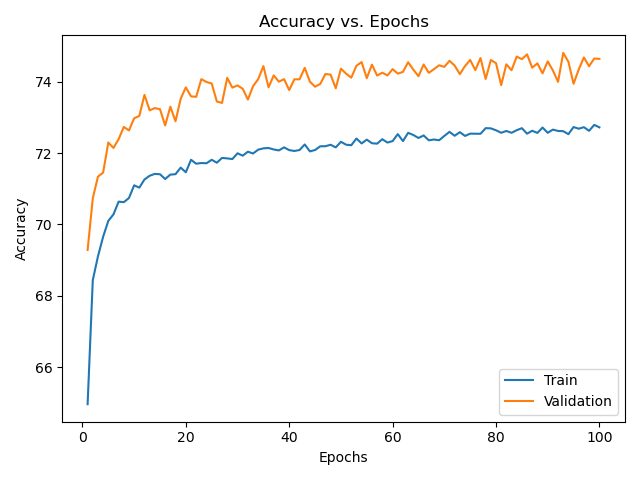 Accuracy vs. Epochs
Accuracy
74
72
70
68
66
0 20 40 60 80 100
Epochs
Train
Validation